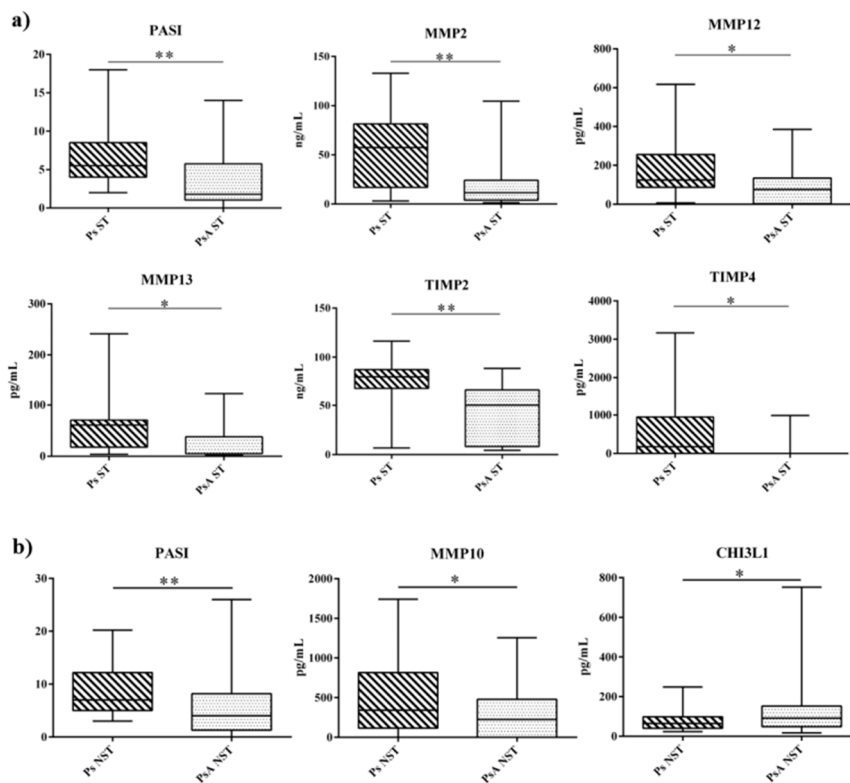 a)
PASI
**
20
15
10
5
0
Ps ST
PsA ST
MMP2
**
ng/mL
150
100
50
0
Ps ST
PsA ST
MMP12
*
pg/mL
800
600
400
200
0
Ps ST
PsA ST
MMP13
*
pg/mL
300
200
100
0
Ps ST
PsA ST
TIMP2
**
ng/mL
150
100
50
0
Ps ST
PsA ST
TIMP4
*
pg/mL
4000
3000
2000
1000
0
Ps ST
PsA ST
b)
PASI
**
30
20
10
0
Ps NST
PsA NST
MMP10
*
pg/mL
2000
1500
1000
500
0
Ps NST
PsA NST
CHI3L1
*
pg/mL
800
600
400
200
0
Ps NST
PsA NST